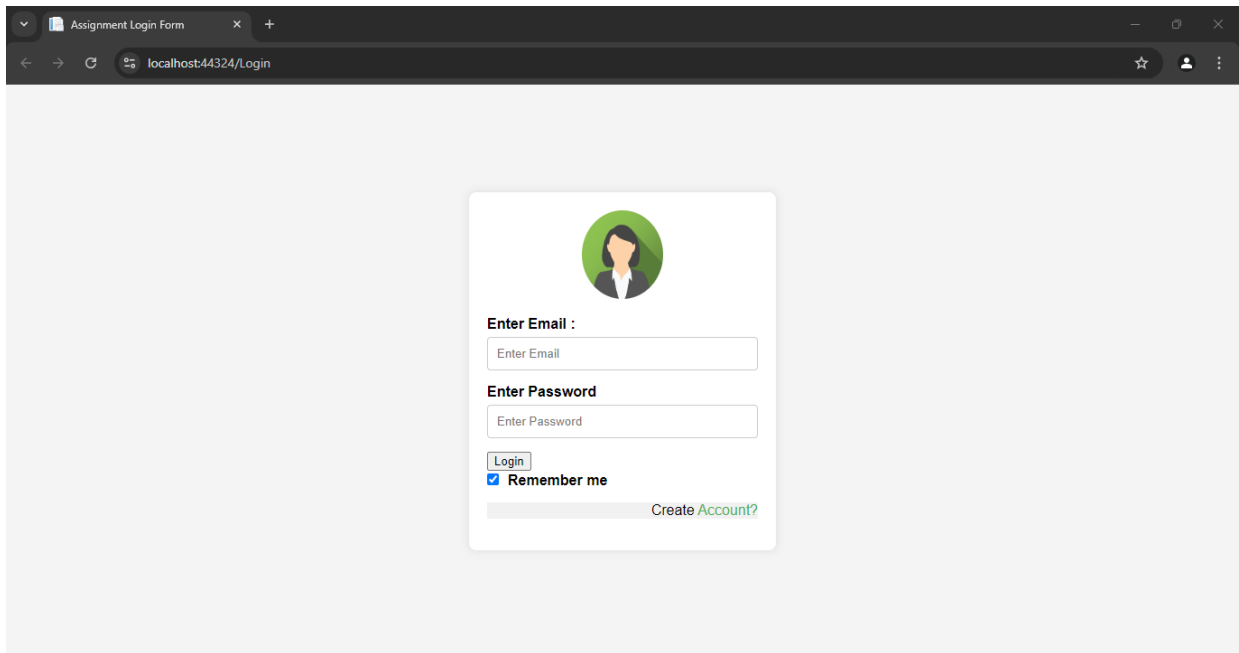 Assignment Login Form
localhost:44324/Login
Enter Email :
Enter Email
Enter Password
Enter Password
Login
Remember me
Create Account?